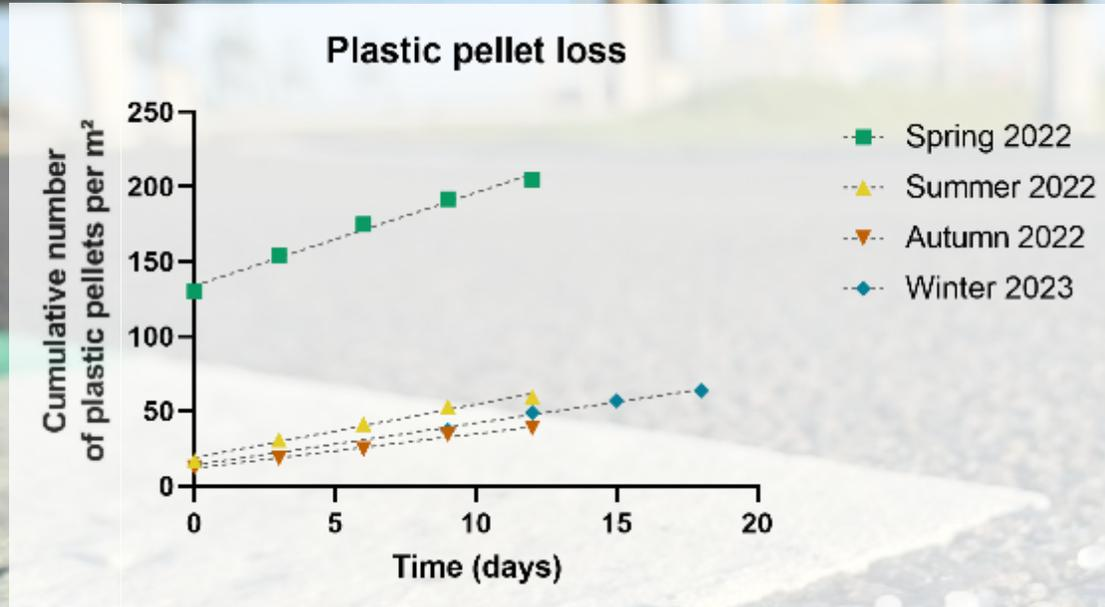 Plastic pellet loss
Cumulative number
of plastic pellets per m²
250
200
150
100
50
0
0 5 10 15 20
Time (days)
Spring 2022
Summer 2022
Autumn 2022
Winter 2023